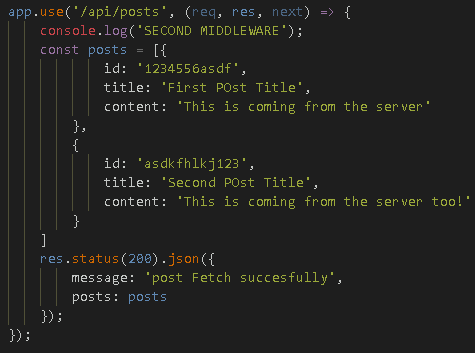 app.use('/api/posts', (req, res, next) => {
    console.log('SECOND MIDDLEWARE');
    const posts = [{
            id: '1234556asdf',
            title: 'First POst Title',
            content: 'This is coming from the server'
        },
        {
            id: 'asdkfhlkj123',
            title: 'Second POst Title',
            content: 'This is coming from the server too!'
        }
    ]
    res.status(200).json({
        message: 'post Fetch succesfully',
        posts: posts
    });
});